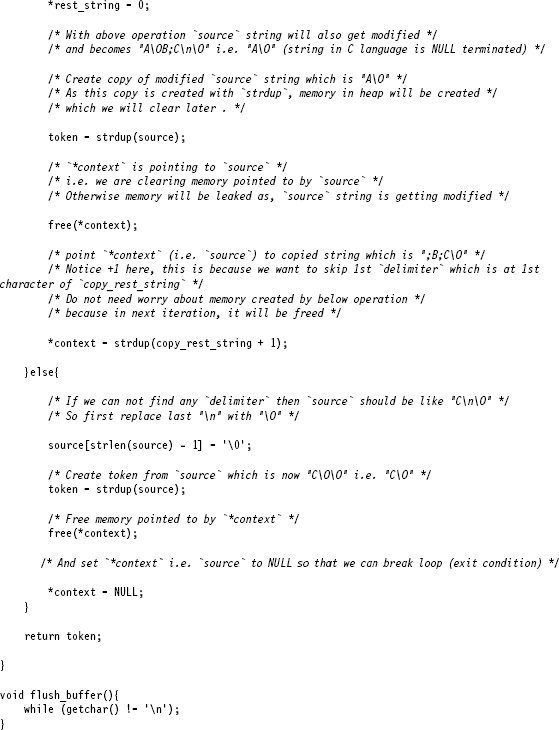 *rest_string = 0;
/* With above operation `source` string will also get modified */
/* and becomes "A\0B;C\n\0" i.e. "A\0" (string in C language is NULL terminated) */
/* Create copy of modified `source` string which is "A\0" */
/* As this copy is created with `strdup`, memory in heap will be created */
/* which we will clear later . */
token = strdup(source);
/* `*context` is pointing to `source` */
/* i.e. we are clearing memory pointed to by `source` */
/* Otherwise memory will be leaked as, `source` string is getting modified */
free(*context);
/* point `*context` (i.e. `source`) to copied string which is ";B;C\0" */
/* Notice +1 here, this is because we want to skip 1st `delimiter` which is at 1st
character of `copy_rest_string` */
/* Do not need worry about memory created by below operation */
/* because in next iteration, it will be freed */
*context = strdup(copy_rest_string + 1);
}else{
/* If we can not find any `delimiter` then `source` should be like "C\n\0" */
/* So first replace last "\n" with "\0" */
source[strlen(source) - 1] = '\0';
/* Create token from `source` which is now "C\0\0" i.e. "C\0" */
token = strdup(source);
/* Free memory pointed to by `*context` */
free(*context);
/* And set `*context` i.e. `source` to NULL so that we can break loop (exit condition) */
*context = NULL;
}
return token;
}
void flush_buffer(){
while (getchar() != '\n');
}